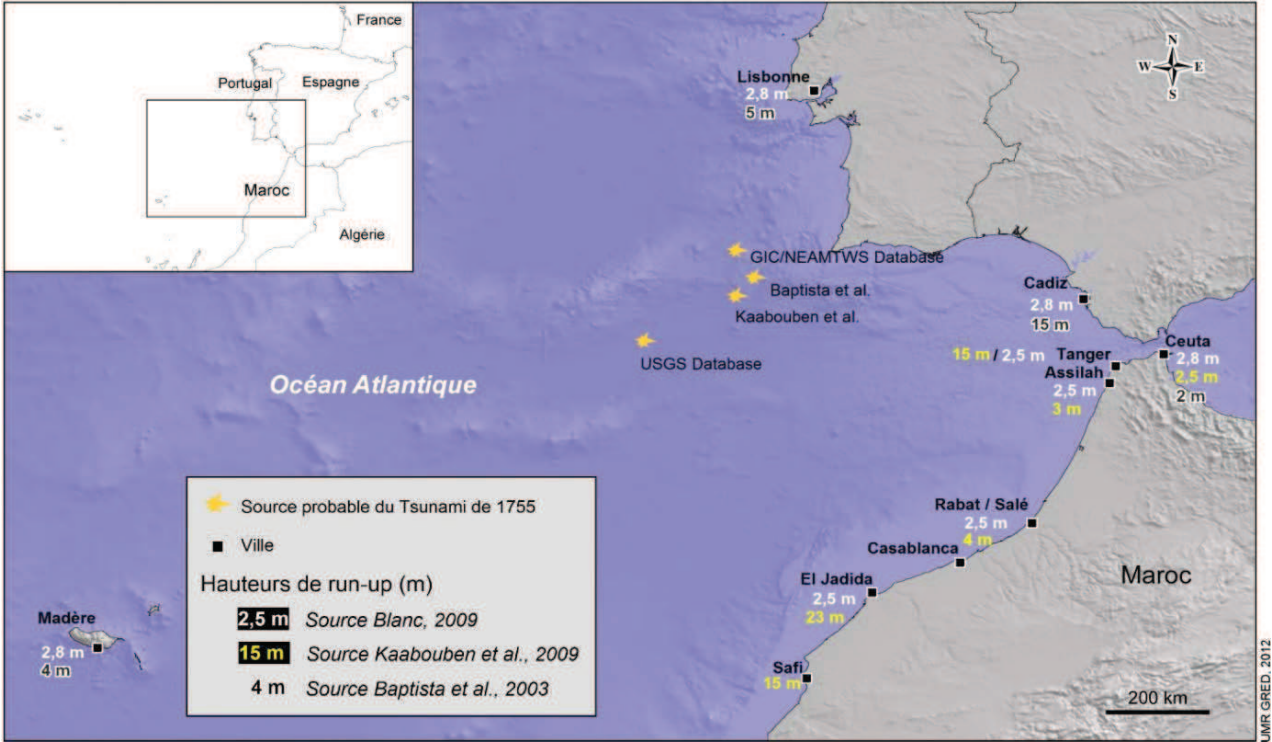 France
Portugal
Espagne
Maroc
Algérie
N
W E
S
Lisbonne
2,8 m
5 m
GIC/NEAMTWS Database
Baptista et al.
Kaabouben et al.
USGS Database
Océan Atlantique
Cadiz
2,8 m
15 m
Ceuta
2,8 m
2,5 m
2 m
15 m / 2,5 m Tanger
Assilah
2,5 m
3 m
Rabat / Salé
2,5 m
4 m
Casablanca
El Jadida
2,5 m
23 m
Safi
15 m
Maroc
Madère
2,8 m
4 m
Source probable du Tsunami de 1755
Ville
Hauteurs de run-up (m)
2,5 m Source Blanc, 2009
15 m Source Kaabouben et al., 2009
4 m Source Baptista et al., 2003
200 km
UMR GRED, 2012